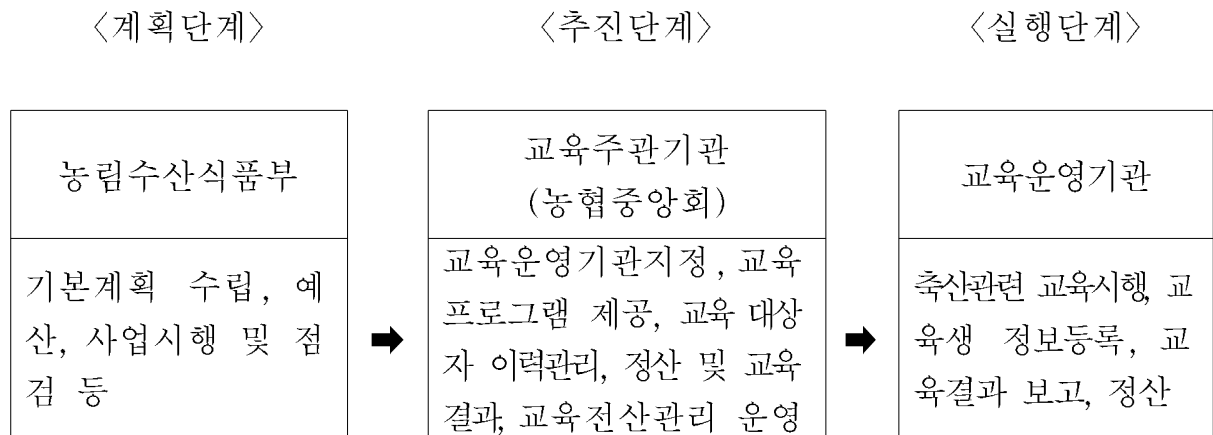 〈계획단계〉
〈추진단계〉
〈실행단계〉
농림수산식품부
기본계획 수립, 예
산, 사업시행 및 점
검 등
교육주관기관
(농협중앙회)
교육운영기관지정, 교육
프로그램 제공, 교육 대상
자 이력관리, 정산 및 교육
결과, 교육전산관리 운영
교육운영기관
축산관련 교육시행, 교
육생 정보등록, 교
육결과 보고, 정산